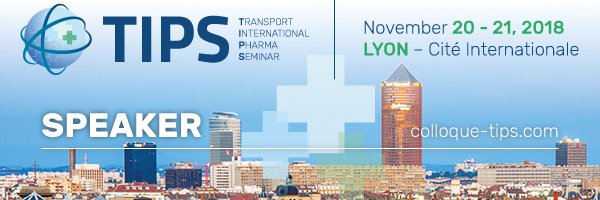 TIPS
TRANSPORT
INTERNATIONAL
PHARMA
SEMINAR
November 20 - 21, 2018
LYON – Cité Internationale
SPEAKER
colloque-tips.com